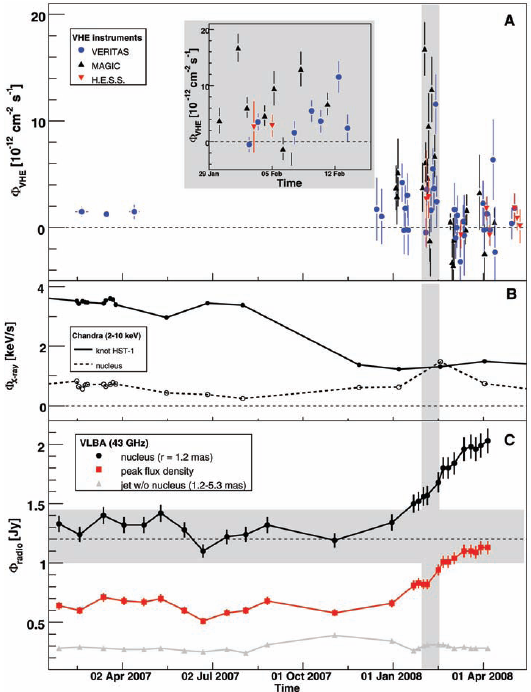 A
VHE Instruments
VERITAS
MAGIC
H.E.S.S.
Φ_VHE [10⁻¹² cm⁻² s⁻¹]
20
10
0
Φ_VHE [10⁻¹² cm⁻² s⁻¹]
20
15
10
5
0
29 Jan
05 Feb
12 Feb
Time
B
Φ_X-ray [keV/s]
4
2
0
Chandra (2-10 keV)
knot HST-1
nucleus
C
VLBA (43 GHz)
nucleus (r = 1.2 mas)
peak flux density
jet w/o nucleus (1.2-5.3 mas)
Φ_radio [Jy]
2
1.5
1
0.5
02 Apr 2007
02 Jul 2007
01 Oct 2007
01 Jan 2008
01 Apr 2008
Time